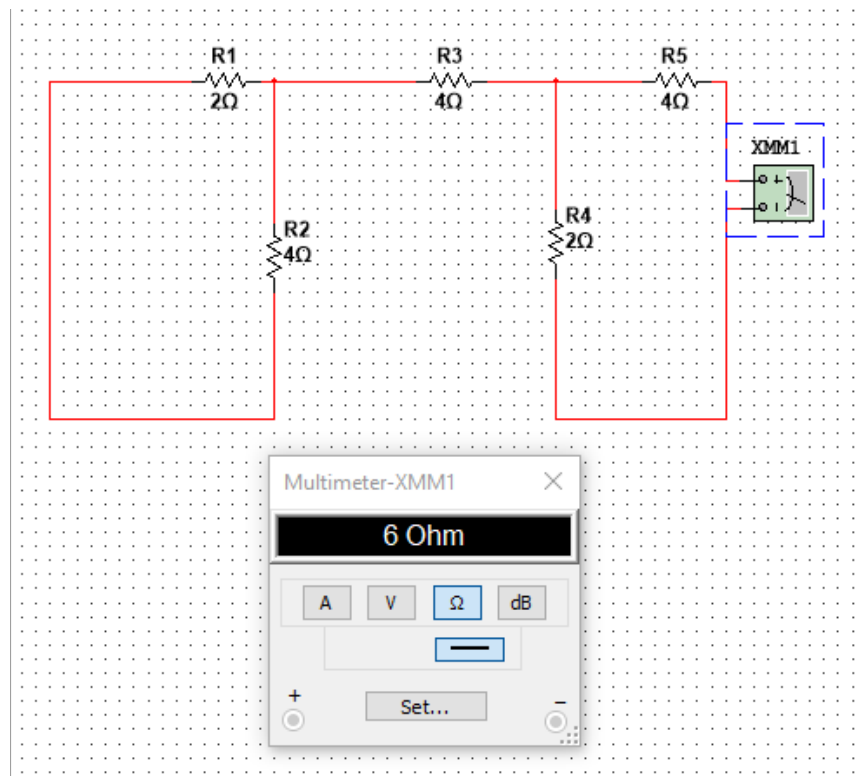 R1 R3 R5
2Ω 4Ω 4Ω
XMM1
R2 R4
4Ω 2Ω
Multimeter-XMM1
6 Ohm
A V Ω dB
+ Set... −